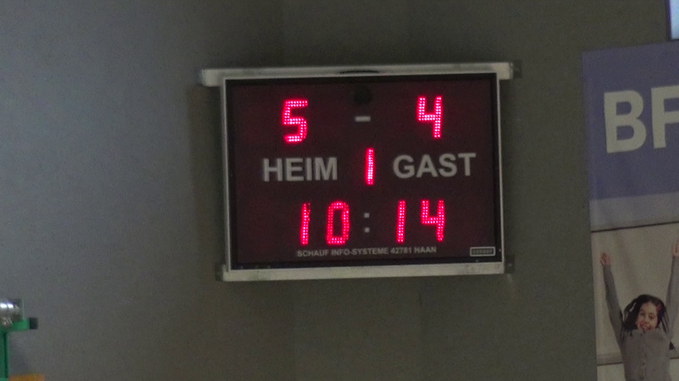 5 - 4
HEIM 1 GAST
10 : 14
SCHAUF INFO-SYSTEME 42781 HAAN
BF